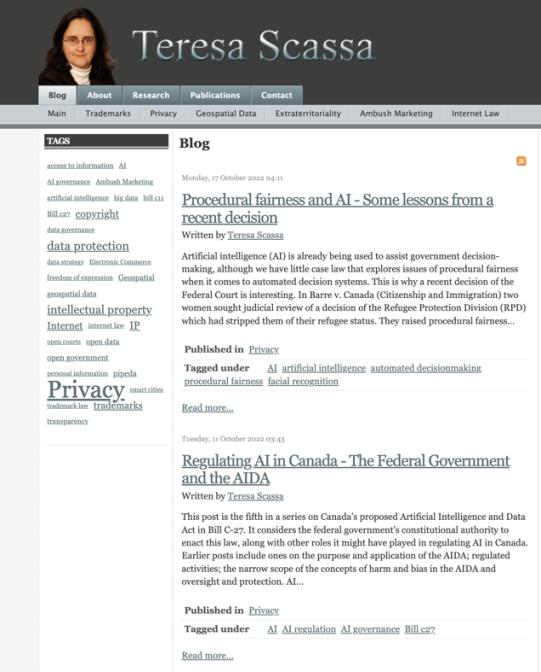 Teresa Scassa
Blog About Research Publications Contact
Main Trademarks Privacy Geospatial Data Extraterritoriality Ambush Marketing Internet Law
TAGS
access to information AI
AI governance Ambush Marketing
artificial intelligence big data bill c11
Bill c27 copyright
data governance
data protection
data strategy Electronic Commerce
freedom of expression Geospatial
geospatial data
intellectual property
Internet internet law IP
open courts open data
open government
personal information pipeda
Privacy smart cities
trademark law trademarks
transparency
Blog
Monday, 17 October 2022 04:11
Procedural fairness and AI - Some lessons from a
recent decision
Written by Teresa Scassa
Artificial intelligence (AI) is already being used to assist government decision-
making, although we have little case law that explores issues of procedural fairness
when it comes to automated decision systems. This is why a recent decision of the
Federal Court is interesting. In Barre v. Canada (Citizenship and Immigration) two
women sought judicial review of a decision of the Refugee Protection Division (RPD)
which had stripped them of their refugee status. They raised procedural fairness...
Published in Privacy
Tagged under AI artificial intelligence automated decisionmaking
procedural fairness facial recognition
Read more...
Tuesday, 11 October 2022 03:43
Regulating AI in Canada - The Federal Government
and the AIDA
Written by Teresa Scassa
This post is the fifth in a series on Canada's proposed Artificial Intelligence and Data
Act in Bill C-27. It considers the federal government's constitutional authority to
enact this law, along with other roles it might have played in regulating AI in Canada.
Earlier posts include ones on the purpose and application of the AIDA; regulated
activities; the narrow scope of the concepts of harm and bias in the AIDA and
oversight and protection. AI...
Published in Privacy
Tagged under AI AI regulation AI governance Bill c27
Read more...